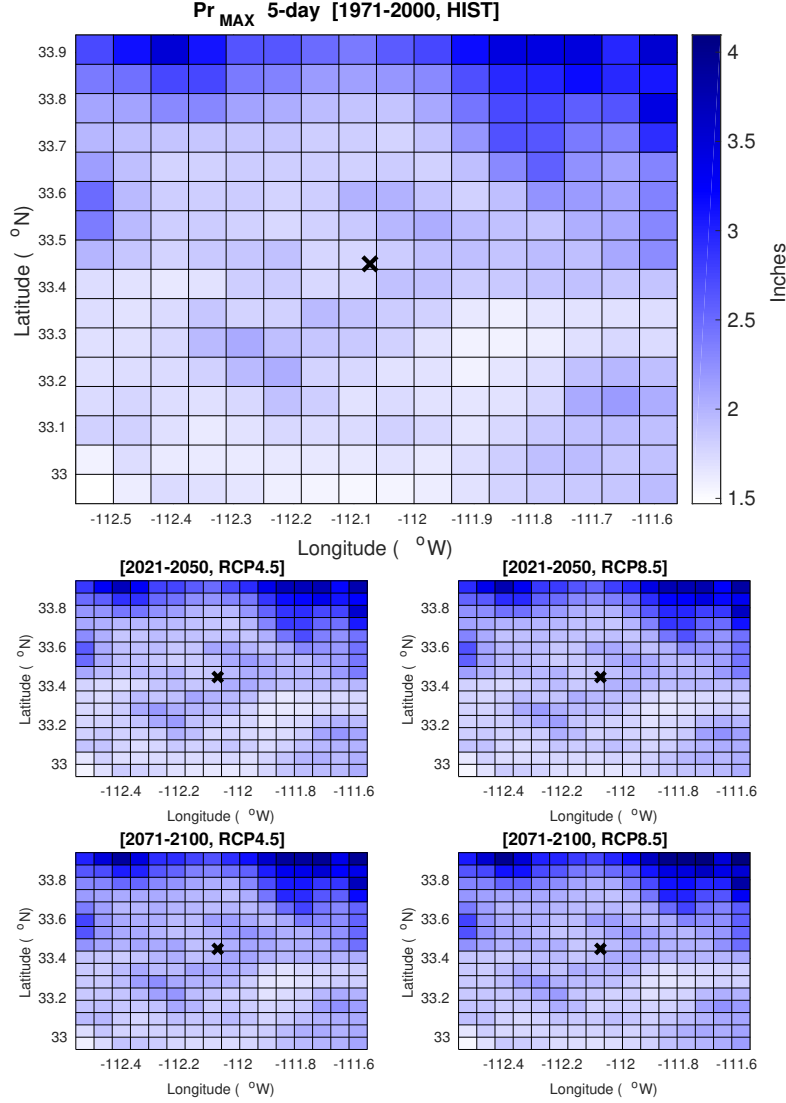 Pr MAX 5-day [1971-2000, HIST]
33.9
33.8
33.7
33.6
33.5
33.4
33.3
33.2
33.1
33
Latitude ( oN)
-112.5 -112.4 -112.3 -112.2 -112.1 -112 -111.9 -111.8 -111.7 -111.6
Longitude ( oW)
4
3.5
3
2.5
2
1.5
Inches
[2021-2050, RCP4.5]
33.8
33.6
33.4
33.2
33
Latitude ( oN)
-112.4 -112.2 -112 -111.8 -111.6
Longitude ( oW)
[2021-2050, RCP8.5]
33.8
33.6
33.4
33.2
33
Latitude ( oN)
-112.4 -112.2 -112 -111.8 -111.6
Longitude ( oW)
[2071-2100, RCP4.5]
33.8
33.6
33.4
33.2
33
Latitude ( oN)
-112.4 -112.2 -112 -111.8 -111.6
Longitude ( oW)
[2071-2100, RCP8.5]
33.8
33.6
33.4
33.2
33
Latitude ( oN)
-112.4 -112.2 -112 -111.8 -111.6
Longitude ( oW)